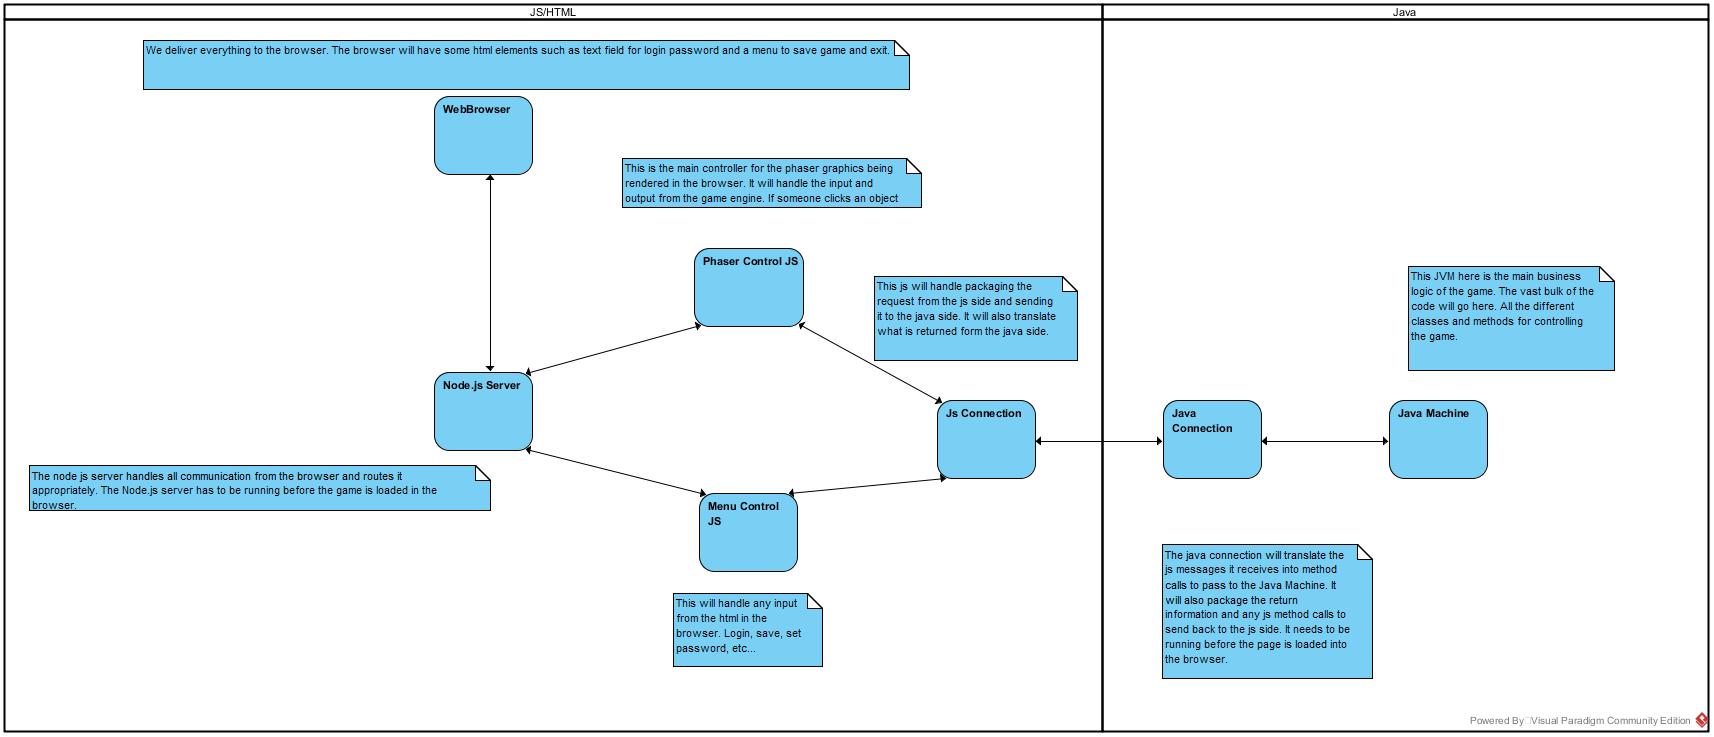 JS/HTML
Java
We deliver everything to the browser. The browser will have some html elements such as text field for login password and a menu to save game and exit.
WebBrowser
This is the main controller for the phaser graphics being
rendered in the browser. It will handle the input and
output from the game engine. If someone clicks an object
Phaser Control JS
This js will handle packaging the
request from the js side and sending
it to the java side. It will also translate
what is returned form the java side.
This JVM here is the main business
logic of the game. The vast bulk of the
code will go here. All the different
classes and methods for controlling
the game.
Node.js Server
Js Connection
Java
Connection
Java Machine
The node js server handles all communication from the browser and routes it
appropriately. The Node.js server has to be running before the game is loaded in the
browser.
Menu Control
JS
This will handle any input
from the html in the
browser. Login, save, set
password, etc...
The java connection will translate the
js messages it receives into method
calls to pass to the Java Machine. It
will also package the return
information and any js method calls to
send back to the js side. It needs to be
running before the page is loaded into
the browser.
Powered By Visual Paradigm Community Edition